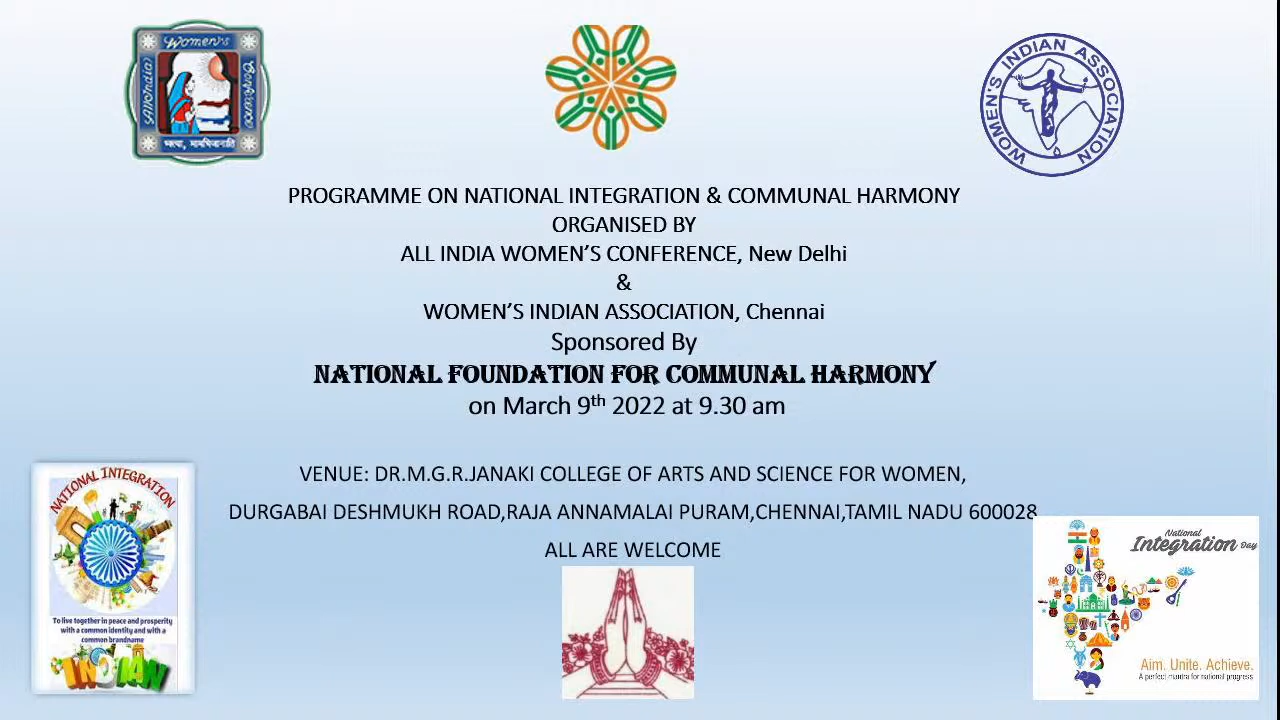 Women's
All India
Conference
WOMEN'S INDIAN ASSOCIATION
PROGRAMME ON NATIONAL INTEGRATION & COMMUNAL HARMONY
ORGANISED BY
ALL INDIA WOMEN'S CONFERENCE, New Delhi
&
WOMEN'S INDIAN ASSOCIATION, Chennai
Sponsored By
NATIONAL FOUNDATION FOR COMMUNAL HARMONY
on March 9th 2022 at 9.30 am
VENUE: DR.M.G.R.JANAKI COLLEGE OF ARTS AND SCIENCE FOR WOMEN,
DURGABAI DESHMUKH ROAD,RAJA ANNAMALAI PURAM,CHENNAI,TAMIL NADU 600028
ALL ARE WELCOME
NATIONAL INTEGRATION
To live together in peace and prosperity
with a common identity and with a
common brandname
INDIAN
National
Integration Day
Aim. Unite. Achieve.
A perfect mantra for national progress